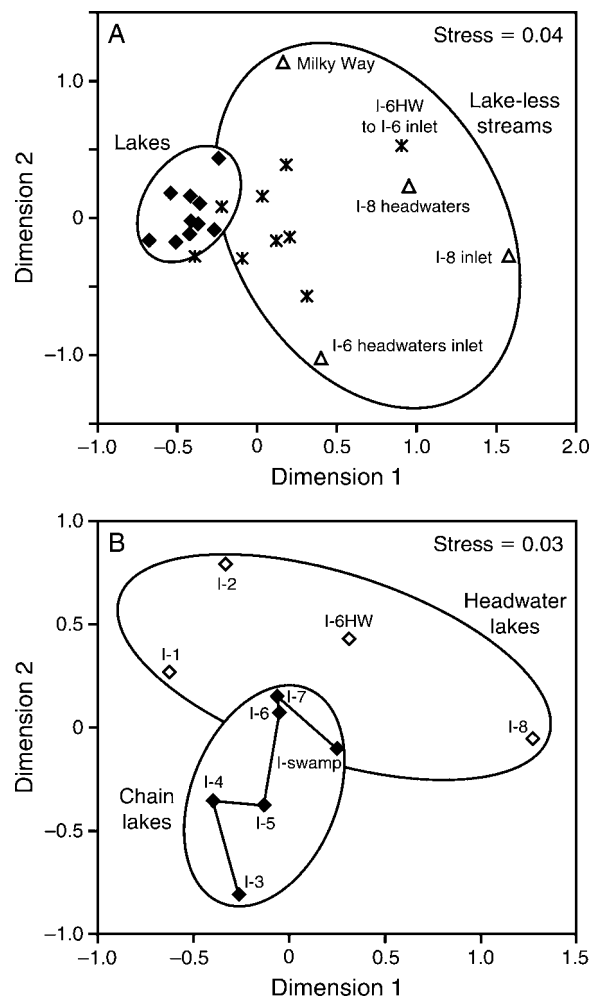 A
Stress = 0.04
Milky Way
Lake-less
streams
I-6HW
to I-6 inlet
Lakes
I-8 headwaters
I-8 inlet
I-6 headwaters inlet
1.0
0
−1.0
Dimension 2
−1.0
−0.5
0
0.5
1.0
1.5
2.0
Dimension 1
B
Stress = 0.03
Headwater
lakes
I-2
I-6HW
I-1
I-7
I-6
I-8
I-swamp
Chain
lakes
I-4
I-5
I-3
1.0
0.5
0
−0.5
−1.0
Dimension 2
−1.0
−0.5
0
0.5
1.0
1.5
Dimension 1